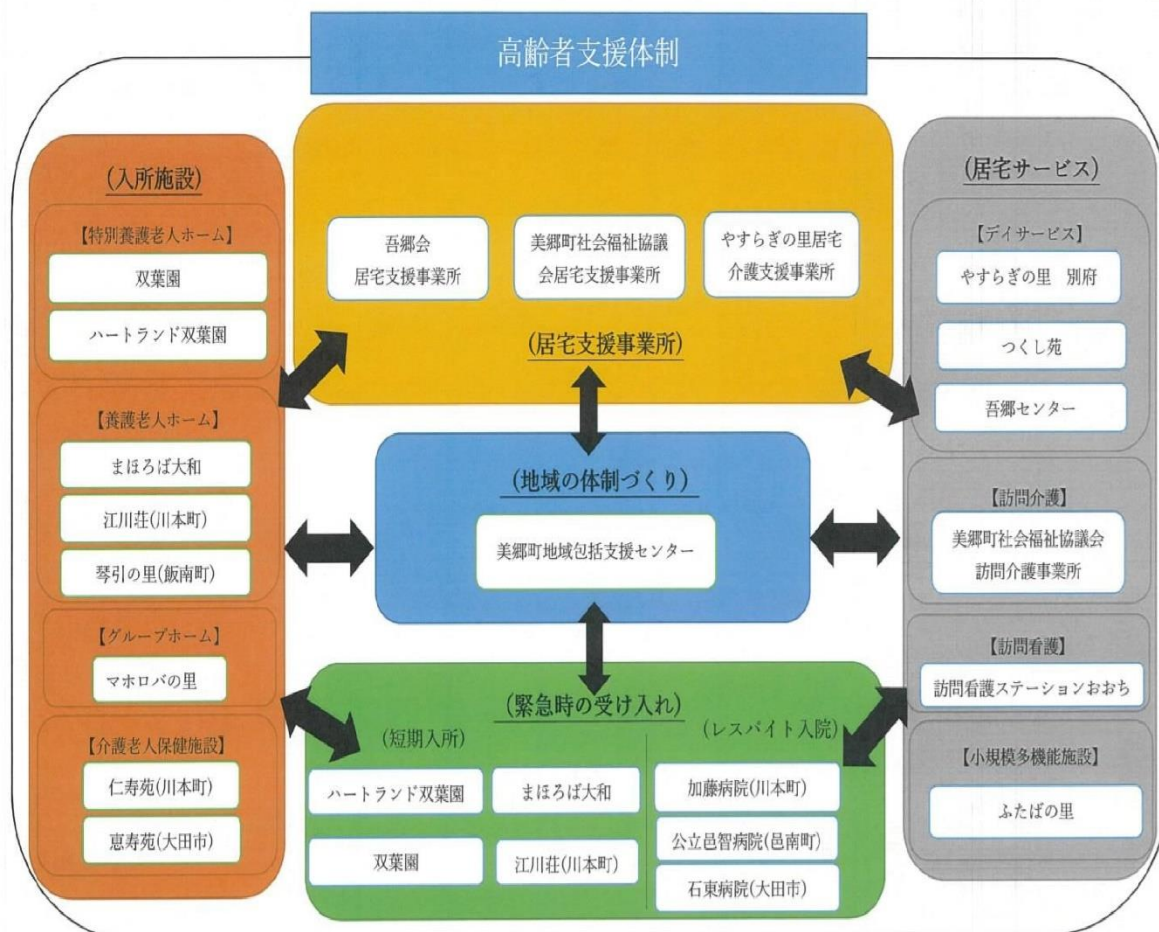 高齢者支援体制
(入所施設)
【特別養護老人ホーム】
双葉園
ハートランド双葉園
【養護老人ホーム】
まほろば大和
江川荘(川本町)
琴引の里(飯南町)
【グループホーム】
マホロバの里
【介護老人保健施設】
仁寿苑(川本町)
恵寿苑(大田市)
吾郷会
居宅支援事業所
美郷町社会福祉協議
会居宅支援事業所
やすらぎの里居宅
介護支援事業所
(居宅支援事業所)
(地域の体制づくり)
美郷町地域包括支援センター
(緊急時の受け入れ)
(短期入所)
ハートランド双葉園
まほろば大和
双葉園
江川荘(川本町)
(レスパイト入院)
加藤病院(川本町)
公立邑智病院(邑南町)
石東病院(大田市)
(居宅サービス)
【デイサービス】
やすらぎの里 別府
つくし苑
吾郷センター
【訪問介護】
美郷町社会福祉協議会
訪問介護事業所
【訪問看護】
訪問看護ステーションおおち
【小規模多機能施設】
ふたばの里